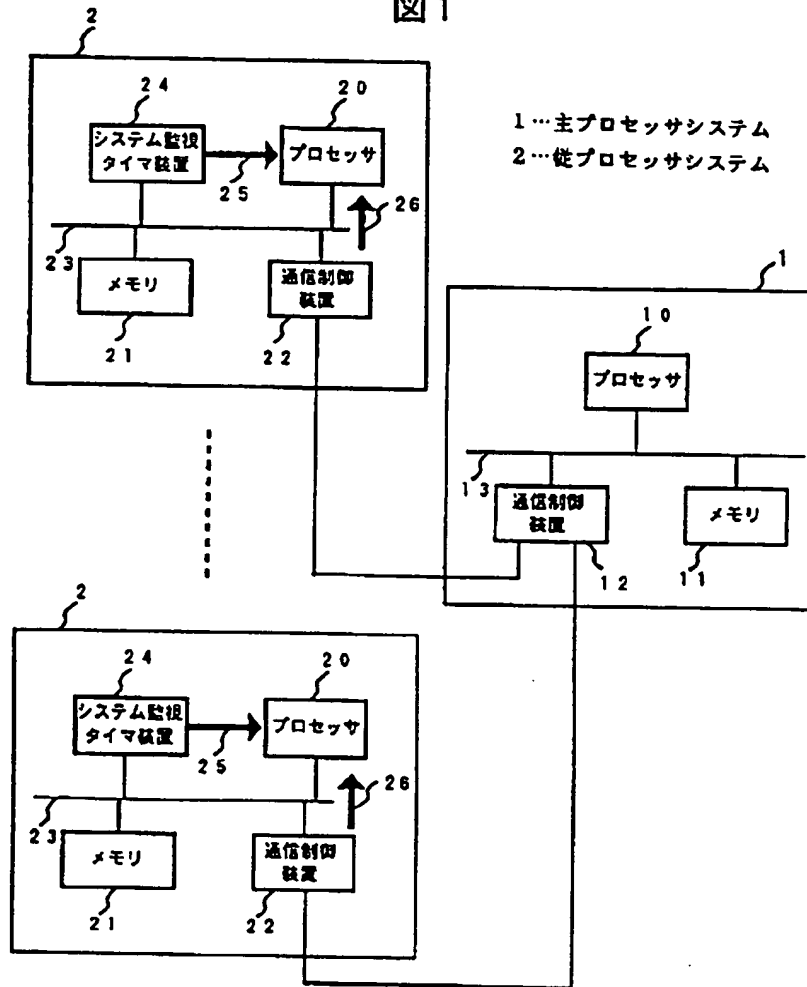 図1
2
24
20
システム監視
タイマ装置
プロセッサ
25
26
23
メモリ
通信制御
装置
21
22
1…主プロセッサシステム
2…従プロセッサシステム
1
10
プロセッサ
13
通信制御
装置
メモリ
12
11
2
24
20
システム監視
タイマ装置
プロセッサ
25
26
23
メモリ
通信制御
装置
21
22